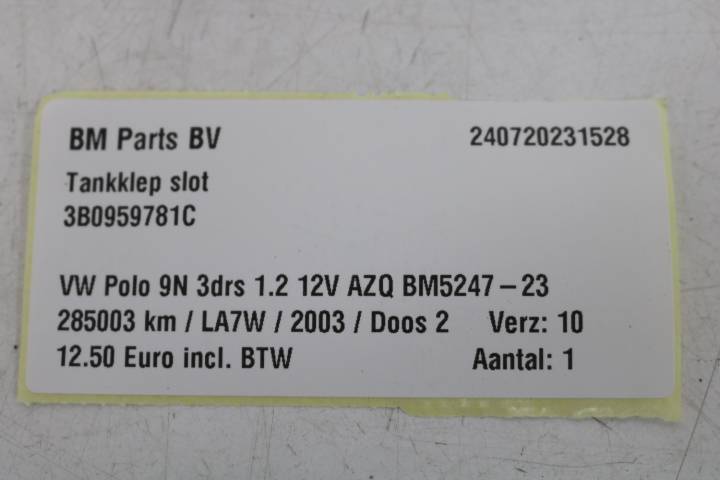 BM Parts BV 240720231528
Tankklep slot
3B0959781C
VW Polo 9N 3drs 1.2 12V AZQ BM5247-23
285003 km / LA7W / 2003 / Doos 2 Verz: 10
12.50 Euro incl. BTW Aantal: 1